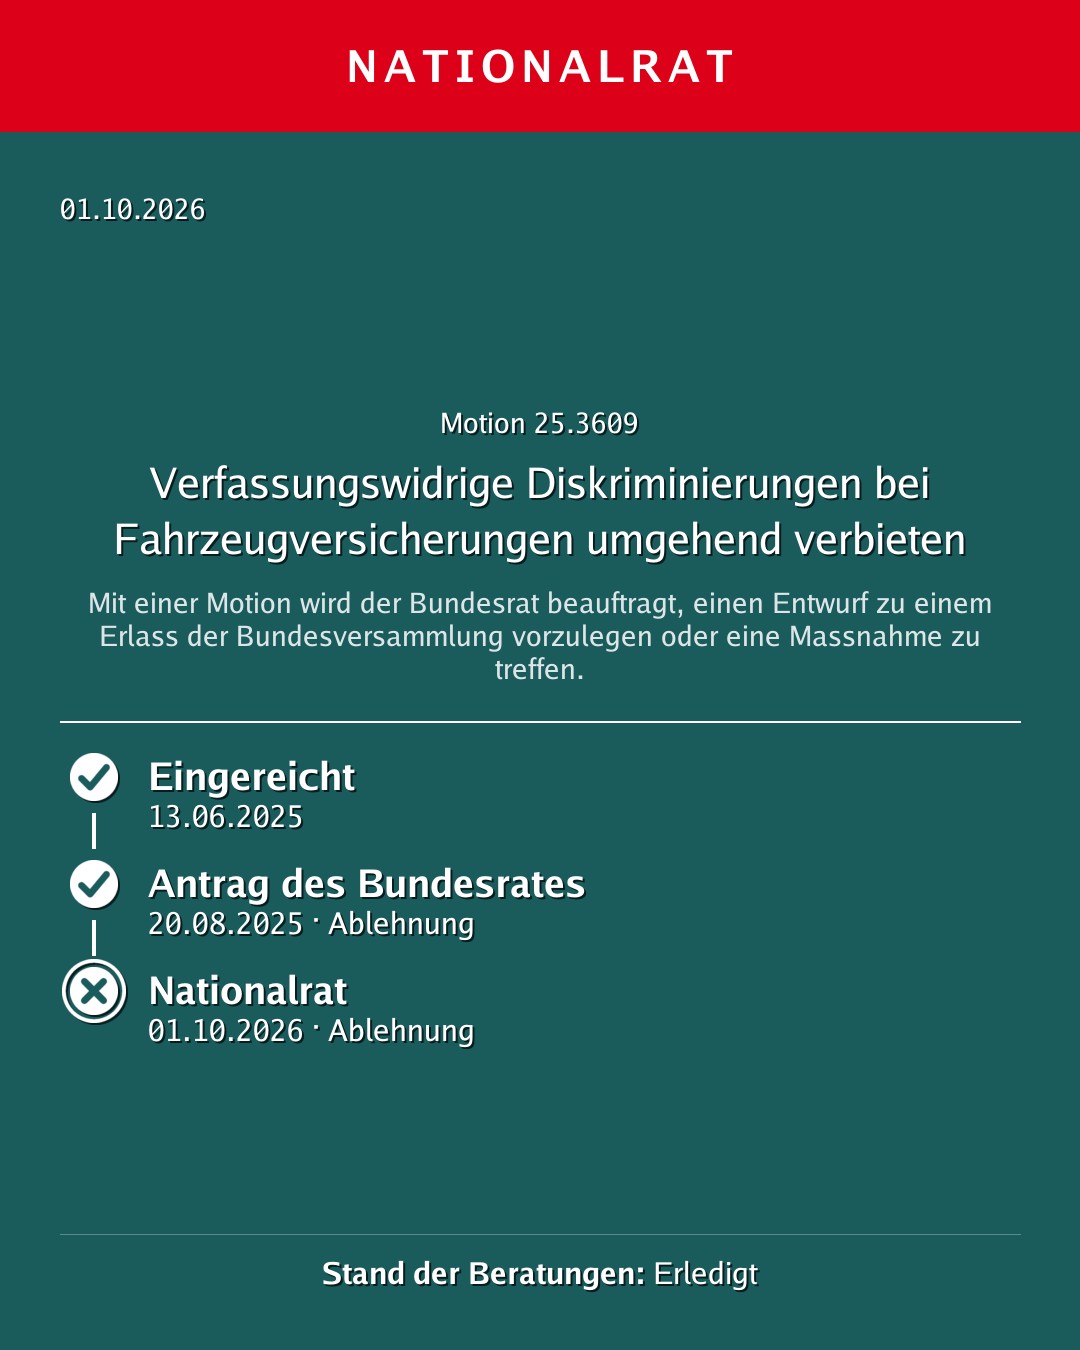 NATIONALRAT
01.10.2026
Motion 25.3609
Verfassungswidrige Diskriminierungen bei
Fahrzeugversicherungen umgehend verbieten
Mit einer Motion wird der Bundesrat beauftragt, einen Entwurf zu einem
Erlass der Bundesversammlung vorzulegen oder eine Massnahme zu
treffen.
Eingereicht
13.06.2025
Antrag des Bundesrates
20.08.2025 · Ablehnung
Nationalrat
01.10.2026 · Ablehnung
Stand der Beratungen: Erledigt